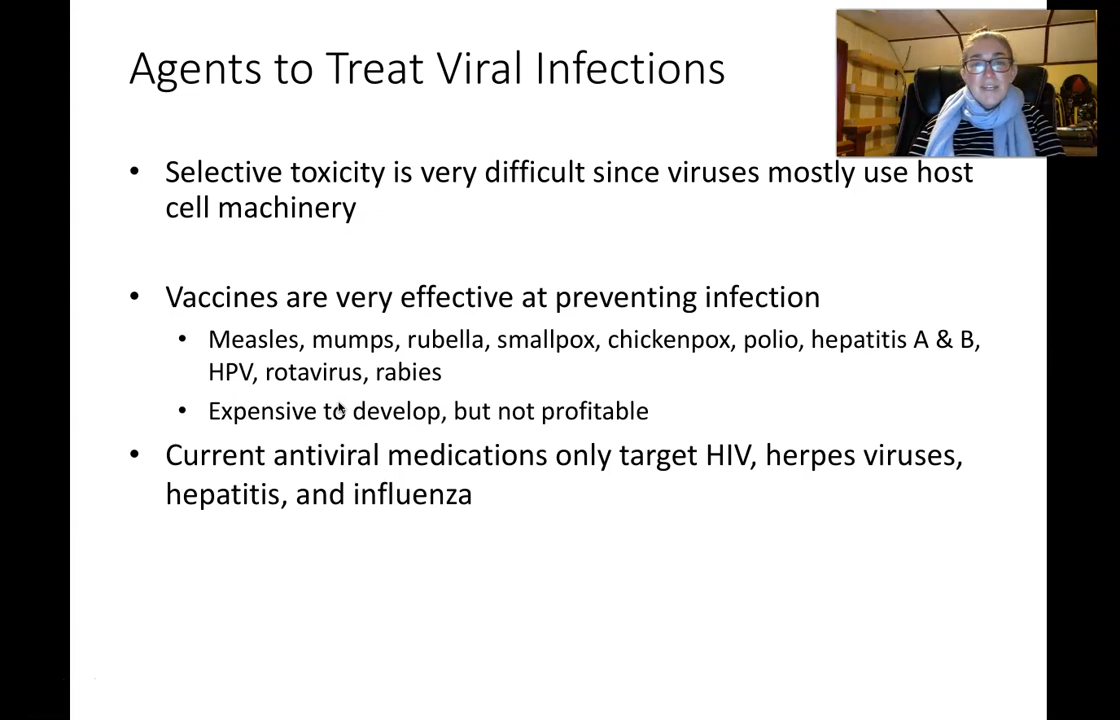 Agents to Treat Viral Infections
• Selective toxicity is very difficult since viruses mostly use host
cell machinery
• Vaccines are very effective at preventing infection
• Measles, mumps, rubella, smallpox, chickenpox, polio, hepatitis A & B,
HPV, rotavirus, rabies
• Expensive to develop, but not profitable
• Current antiviral medications only target HIV, herpes viruses,
hepatitis, and influenza